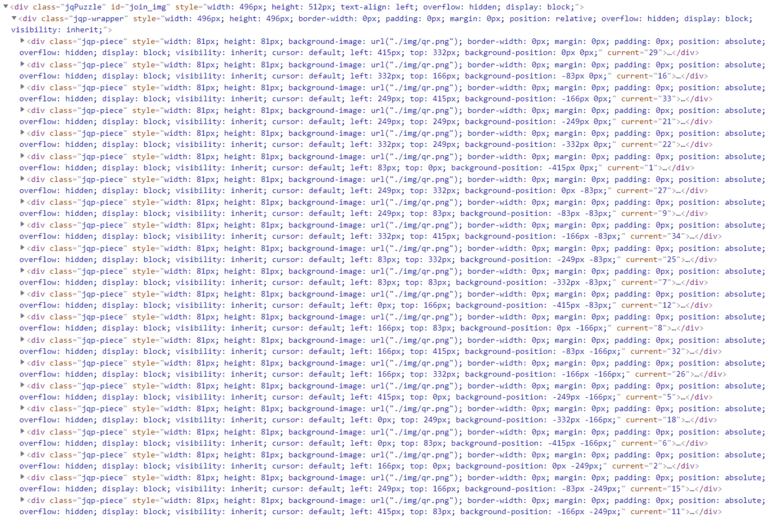 ▼<div class="jqPuzzle" id="join_img" style="width: 496px; height: 512px; text-align: left; overflow: hidden; display: block;">
▼<div class="jqp-wrapper" style="width: 496px; height: 496px; border-width: 0px; padding: 0px; margin: 0px; position: relative; overflow: hidden; display: block;
visibility: inherit;">
▶<div class="jqp-piece" style="width: 81px; height: 81px; background-image: url("./img/qr.png"); border-width: 0px; margin: 0px; padding: 0px; position: absolute;
overflow: hidden; display: block; visibility: inherit; cursor: default; left: 415px; top: 332px; background-position: 0px 0px;" current="29">…</div>
▶<div class="jqp-piece" style="width: 81px; height: 81px; background-image: url("./img/qr.png"); border-width: 0px; margin: 0px; padding: 0px; position: absolute;
overflow: hidden; display: block; visibility: inherit; cursor: default; left: 332px; top: 166px; background-position: -83px 0px;" current="16">…</div>
▶<div class="jqp-piece" style="width: 81px; height: 81px; background-image: url("./img/qr.png"); border-width: 0px; margin: 0px; padding: 0px; position: absolute;
overflow: hidden; display: block; visibility: inherit; cursor: default; left: 249px; top: 415px; background-position: -166px 0px;" current="33">…</div>
▶<div class="jqp-piece" style="width: 81px; height: 81px; background-image: url("./img/qr.png"); border-width: 0px; margin: 0px; padding: 0px; position: absolute;
overflow: hidden; display: block; visibility: inherit; cursor: default; left: 249px; top: 249px; background-position: -249px 0px;" current="21">…</div>
▶<div class="jqp-piece" style="width: 81px; height: 81px; background-image: url("./img/qr.png"); border-width: 0px; margin: 0px; padding: 0px; position: absolute;
overflow: hidden; display: block; visibility: inherit; cursor: default; left: 332px; top: 249px; background-position: -332px 0px;" current="22">…</div>
▶<div class="jqp-piece" style="width: 81px; height: 81px; background-image: url("./img/qr.png"); border-width: 0px; margin: 0px; padding: 0px; position: absolute;
overflow: hidden; display: block; visibility: inherit; cursor: default; left: 83px; top: 0px; background-position: -415px 0px;" current="1">…</div>
▶<div class="jqp-piece" style="width: 81px; height: 81px; background-image: url("./img/qr.png"); border-width: 0px; margin: 0px; padding: 0px; position: absolute;
overflow: hidden; display: block; visibility: inherit; cursor: default; left: 249px; top: 332px; background-position: 0px -83px;" current="27">…</div>
▶<div class="jqp-piece" style="width: 81px; height: 81px; background-image: url("./img/qr.png"); border-width: 0px; margin: 0px; padding: 0px; position: absolute;
overflow: hidden; display: block; visibility: inherit; cursor: default; left: 249px; top: 83px; background-position: -83px -83px;" current="9">…</div>
▶<div class="jqp-piece" style="width: 81px; height: 81px; background-image: url("./img/qr.png"); border-width: 0px; margin: 0px; padding: 0px; position: absolute;
overflow: hidden; display: block; visibility: inherit; cursor: default; left: 332px; top: 415px; background-position: -166px -83px;" current="34">…</div>
▶<div class="jqp-piece" style="width: 81px; height: 81px; background-image: url("./img/qr.png"); border-width: 0px; margin: 0px; padding: 0px; position: absolute;
overflow: hidden; display: block; visibility: inherit; cursor: default; left: 83px; top: 332px; background-position: -249px -83px;" current="25">…</div>
▶<div class="jqp-piece" style="width: 81px; height: 81px; background-image: url("./img/qr.png"); border-width: 0px; margin: 0px; padding: 0px; position: absolute;
overflow: hidden; display: block; visibility: inherit; cursor: default; left: 83px; top: 83px; background-position: -332px -83px;" current="7">…</div>
▶<div class="jqp-piece" style="width: 81px; height: 81px; background-image: url("./img/qr.png"); border-width: 0px; margin: 0px; padding: 0px; position: absolute;
overflow: hidden; display: block; visibility: inherit; cursor: default; left: 0px; top: 166px; background-position: -415px -83px;" current="12">…</div>
▶<div class="jqp-piece" style="width: 81px; height: 81px; background-image: url("./img/qr.png"); border-width: 0px; margin: 0px; padding: 0px; position: absolute;
overflow: hidden; display: block; visibility: inherit; cursor: default; left: 166px; top: 83px; background-position: 0px -166px;" current="8">…</div>
▶<div class="jqp-piece" style="width: 81px; height: 81px; background-image: url("./img/qr.png"); border-width: 0px; margin: 0px; padding: 0px; position: absolute;
overflow: hidden; display: block; visibility: inherit; cursor: default; left: 166px; top: 415px; background-position: -83px -166px;" current="32">…</div>
▶<div class="jqp-piece" style="width: 81px; height: 81px; background-image: url("./img/qr.png"); border-width: 0px; margin: 0px; padding: 0px; position: absolute;
overflow: hidden; display: block; visibility: inherit; cursor: default; left: 166px; top: 332px; background-position: -166px -166px;" current="26">…</div>
▶<div class="jqp-piece" style="width: 81px; height: 81px; background-image: url("./img/qr.png"); border-width: 0px; margin: 0px; padding: 0px; position: absolute;
overflow: hidden; display: block; visibility: inherit; cursor: default; left: 415px; top: 0px; background-position: -249px -166px;" current="5">…</div>
▶<div class="jqp-piece" style="width: 81px; height: 81px; background-image: url("./img/qr.png"); border-width: 0px; margin: 0px; padding: 0px; position: absolute;
overflow: hidden; display: block; visibility: inherit; cursor: default; left: 0px; top: 249px; background-position: -332px -166px;" current="18">…</div>
▶<div class="jqp-piece" style="width: 81px; height: 81px; background-image: url("./img/qr.png"); border-width: 0px; margin: 0px; padding: 0px; position: absolute;
overflow: hidden; display: block; visibility: inherit; cursor: default; left: 0px; top: 83px; background-position: -415px -166px;" current="6">…</div>
▶<div class="jqp-piece" style="width: 81px; height: 81px; background-image: url("./img/qr.png"); border-width: 0px; margin: 0px; padding: 0px; position: absolute;
overflow: hidden; display: block; visibility: inherit; cursor: default; left: 166px; top: 0px; background-position: 0px -249px;" current="2">…</div>
▶<div class="jqp-piece" style="width: 81px; height: 81px; background-image: url("./img/qr.png"); border-width: 0px; margin: 0px; padding: 0px; position: absolute;
overflow: hidden; display: block; visibility: inherit; cursor: default; left: 249px; top: 166px; background-position: -83px -249px;" current="15">…</div>
▶<div class="jqp-piece" style="width: 81px; height: 81px; background-image: url("./img/qr.png"); border-width: 0px; margin: 0px; padding: 0px; position: absolute;
overflow: hidden; display: block; visibility: inherit; cursor: default; left: 415px; top: 83px; background-position: -166px -249px;" current="11">…</div>